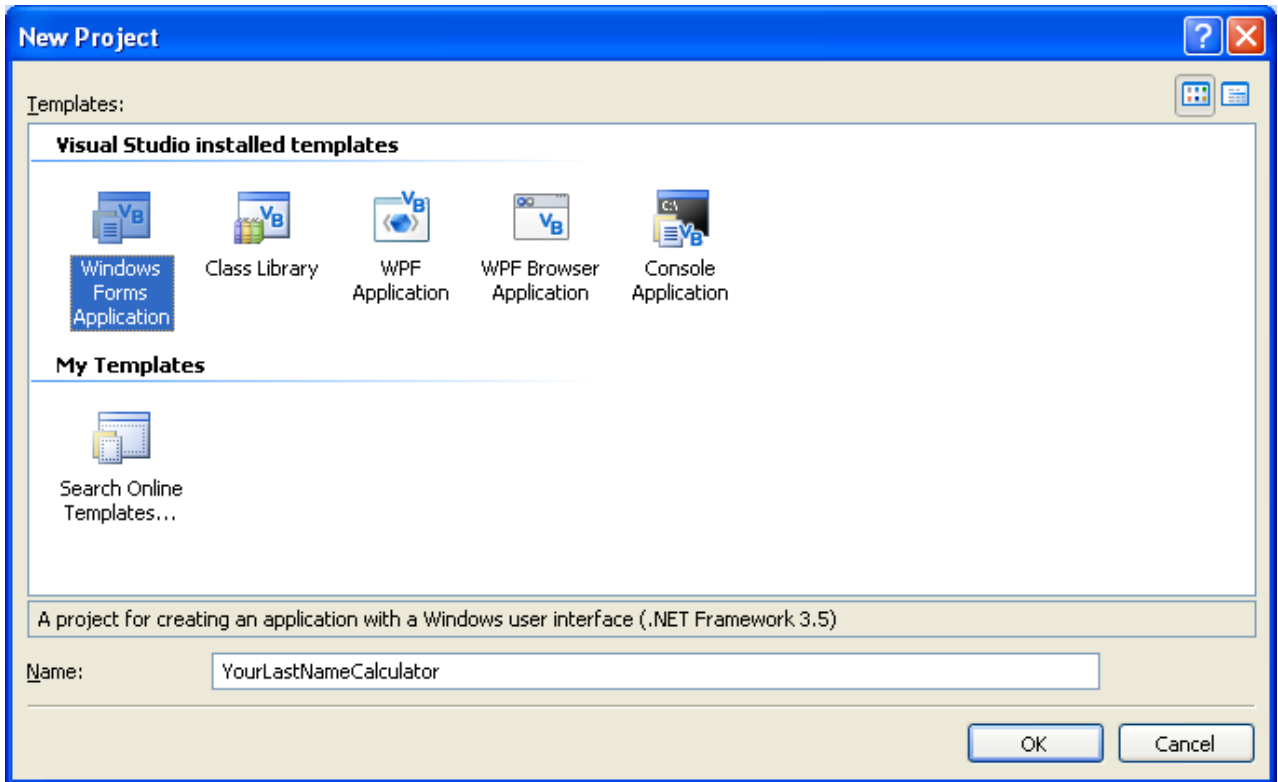 New Project
Templates:
Visual Studio installed templates
Windows Forms Application
Class Library
WPF Application
WPF Browser Application
Console Application
My Templates
Search Online Templates...
A project for creating an application with a Windows user interface (.NET Framework 3.5)
Name:
YourLastNameCalculator
OK
Cancel